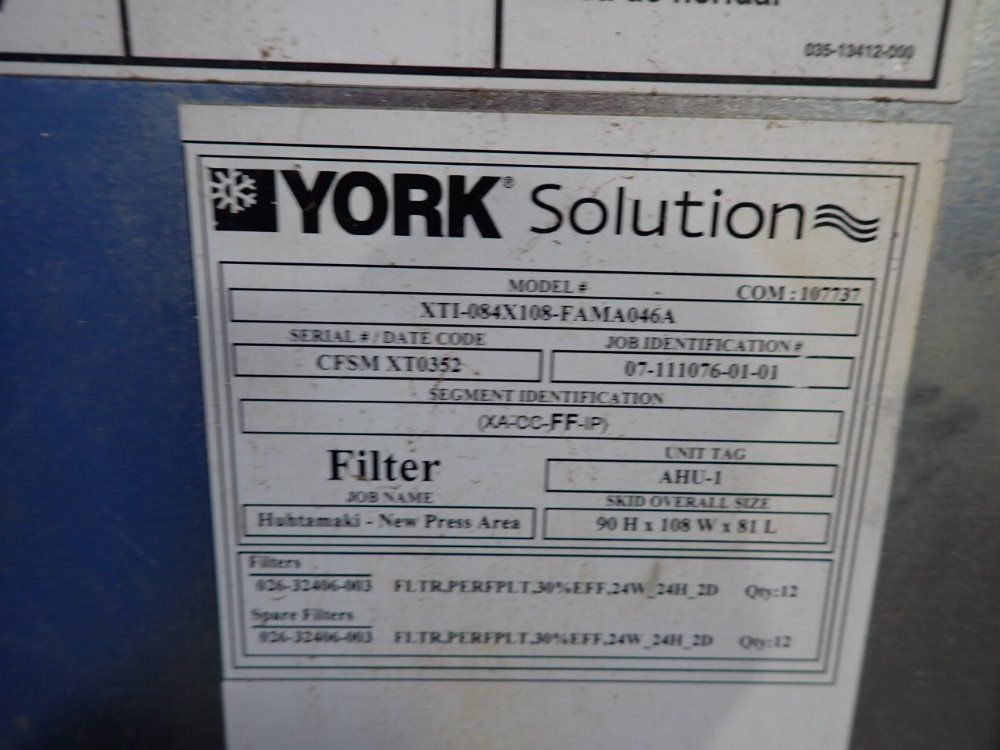 035-13412-000
YORK® Solution
MODEL # COM : 107737
XTI-084X108-FAMA046A
SERIAL # / DATE CODE JOB IDENTIFICATION #
CFSM XT0352 07-111076-01-01
SEGMENT IDENTIFICATION
(XA-CC-FF-IP)
Filter
UNIT TAG
AHU-1
JOB NAME SKID OVERALL SIZE
Huhtamaki - New Press Area 90 H x 108 W x 81 L
Filters
026-32406-003 FLTR,PERFPLT,30%EFF,24W_24H_2D Qty:12
Spare Filters
026-32406-003 FLTR,PERFPLT,30%EFF,24W_24H_2D Qty:12